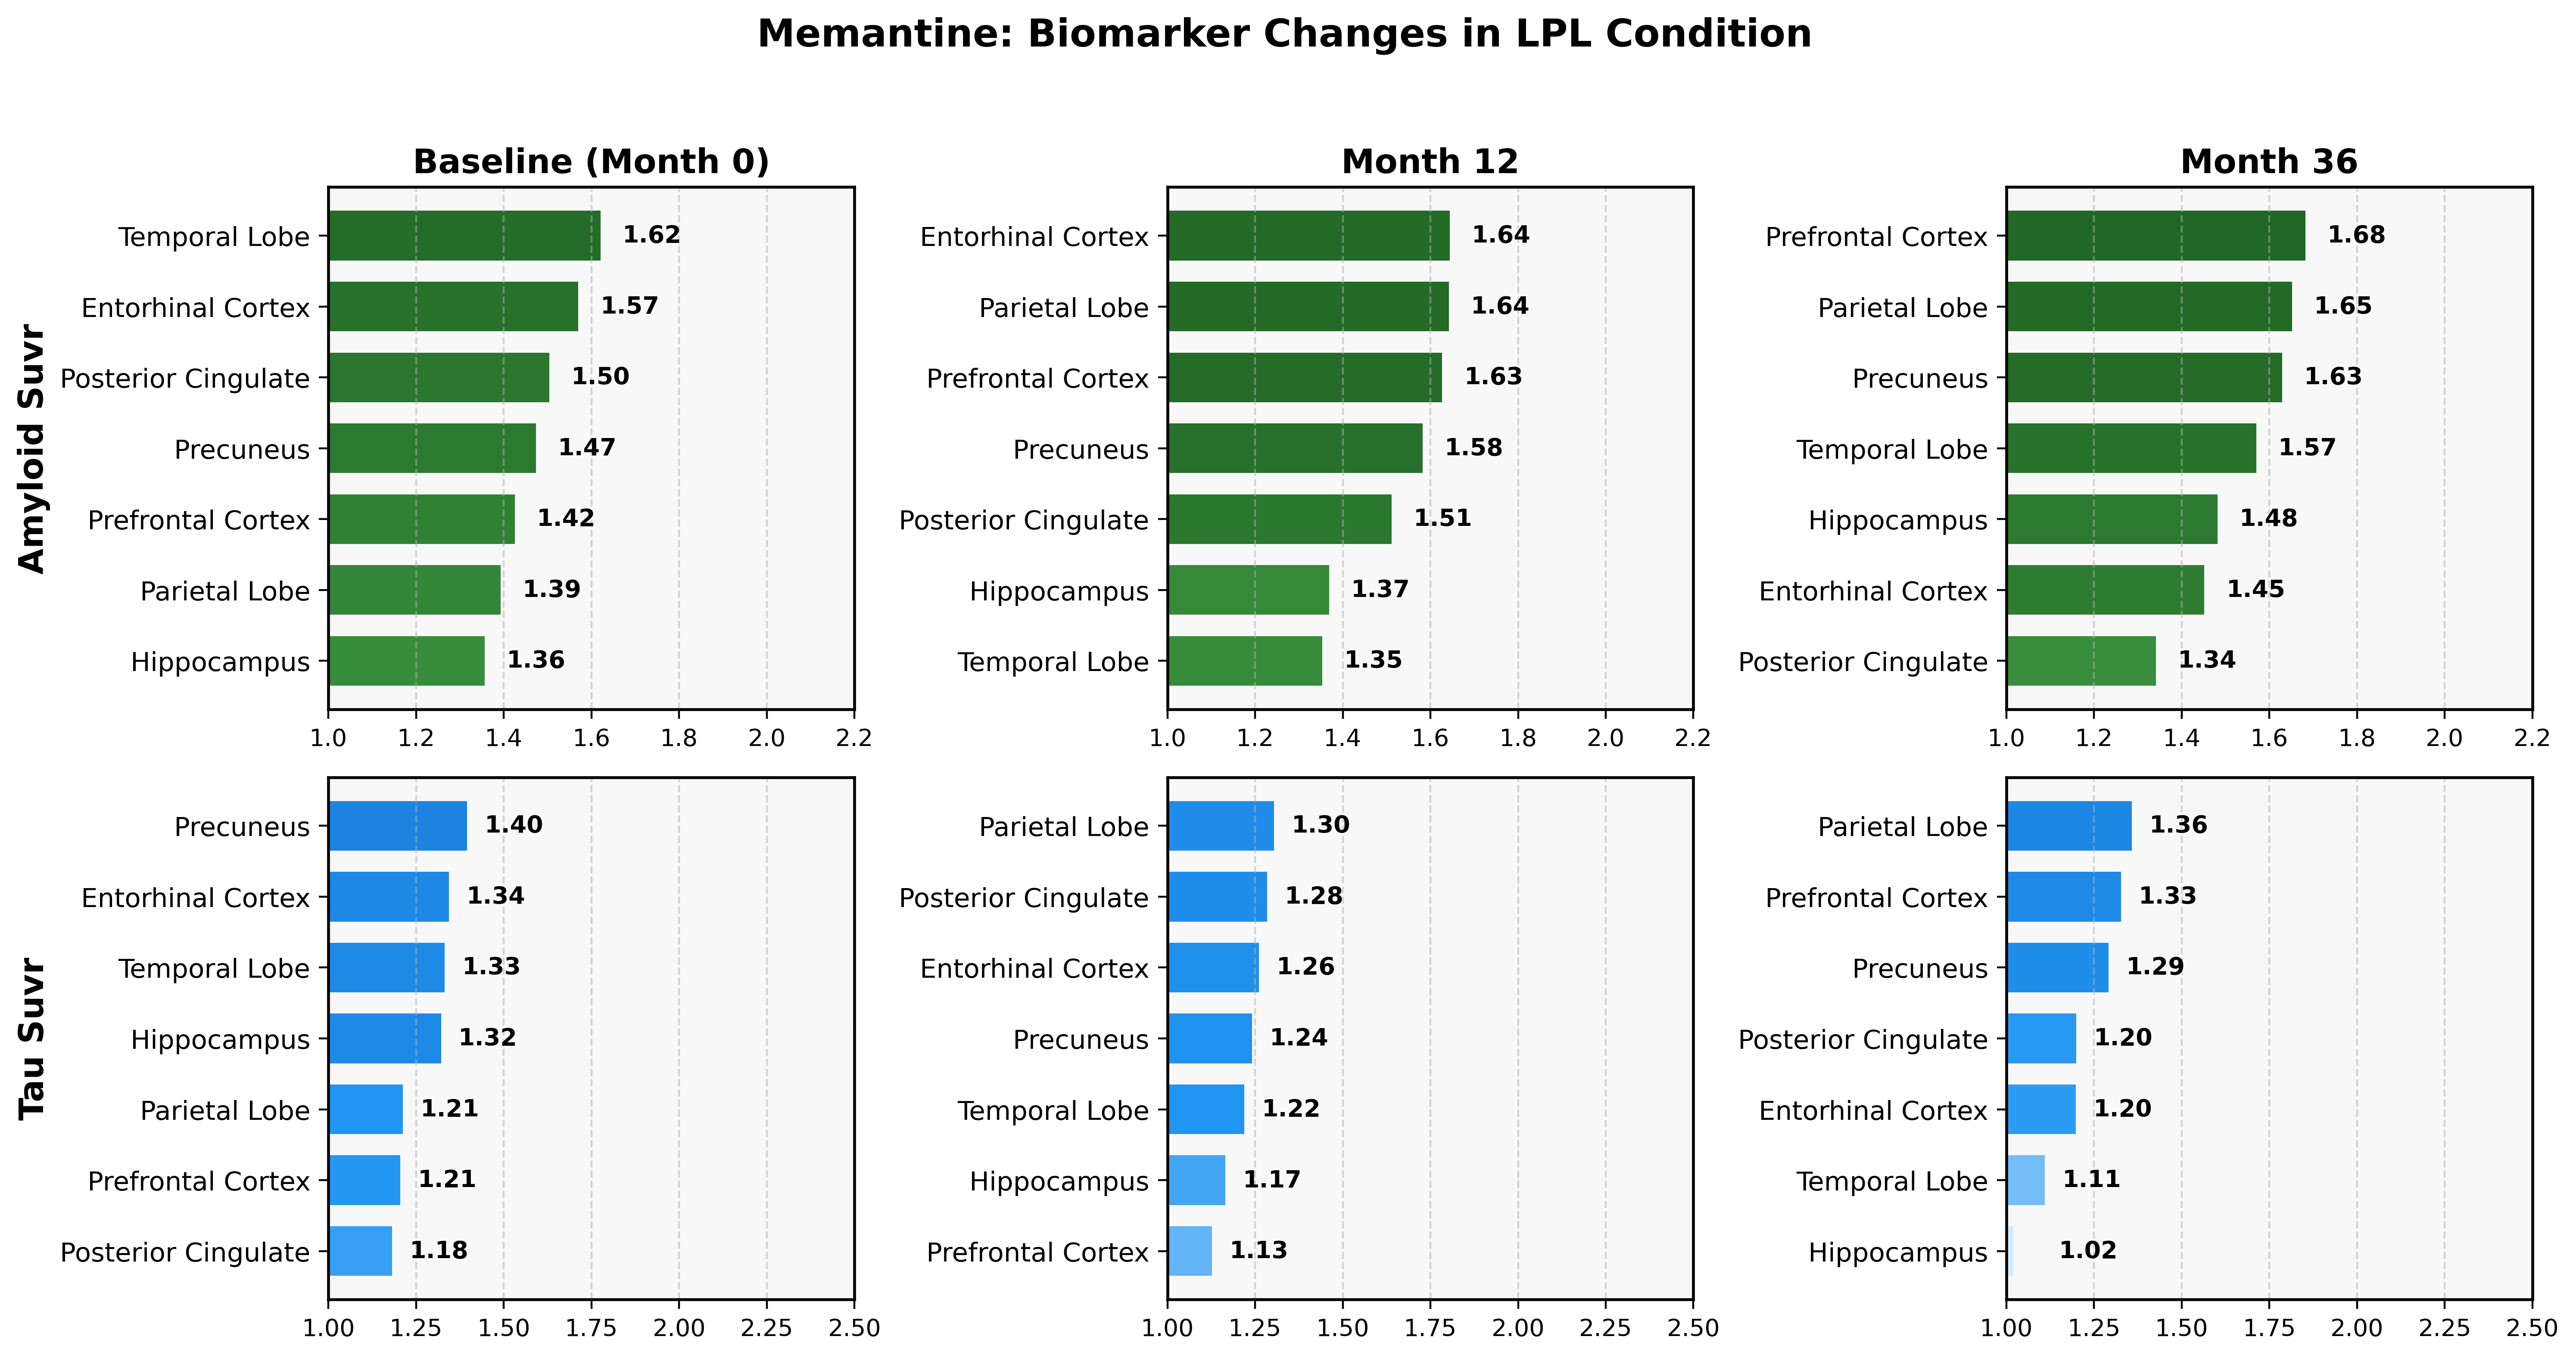 Memantine: Biomarker Changes in LPL Condition
Baseline (Month 0)
Month 12
Month 36
Amyloid Suvr
Temporal Lobe 1.62
Entorhinal Cortex 1.57
Posterior Cingulate 1.50
Precuneus 1.47
Prefrontal Cortex 1.42
Parietal Lobe 1.39
Hippocampus 1.36
1.0 1.2 1.4 1.6 1.8 2.0 2.2
Entorhinal Cortex 1.64
Parietal Lobe 1.64
Prefrontal Cortex 1.63
Precuneus 1.58
Posterior Cingulate 1.51
Hippocampus 1.37
Temporal Lobe 1.35
1.0 1.2 1.4 1.6 1.8 2.0 2.2
Prefrontal Cortex 1.68
Parietal Lobe 1.65
Precuneus 1.63
Temporal Lobe 1.57
Hippocampus 1.48
Entorhinal Cortex 1.45
Posterior Cingulate 1.34
1.0 1.2 1.4 1.6 1.8 2.0 2.2
Tau Suvr
Precuneus 1.40
Entorhinal Cortex 1.34
Temporal Lobe 1.33
Hippocampus 1.32
Parietal Lobe 1.21
Prefrontal Cortex 1.21
Posterior Cingulate 1.18
1.00 1.25 1.50 1.75 2.00 2.25 2.50
Parietal Lobe 1.30
Posterior Cingulate 1.28
Entorhinal Cortex 1.26
Precuneus 1.24
Temporal Lobe 1.22
Hippocampus 1.17
Prefrontal Cortex 1.13
1.00 1.25 1.50 1.75 2.00 2.25 2.50
Parietal Lobe 1.36
Prefrontal Cortex 1.33
Precuneus 1.29
Posterior Cingulate 1.20
Entorhinal Cortex 1.20
Temporal Lobe 1.11
Hippocampus 1.02
1.00 1.25 1.50 1.75 2.00 2.25 2.50